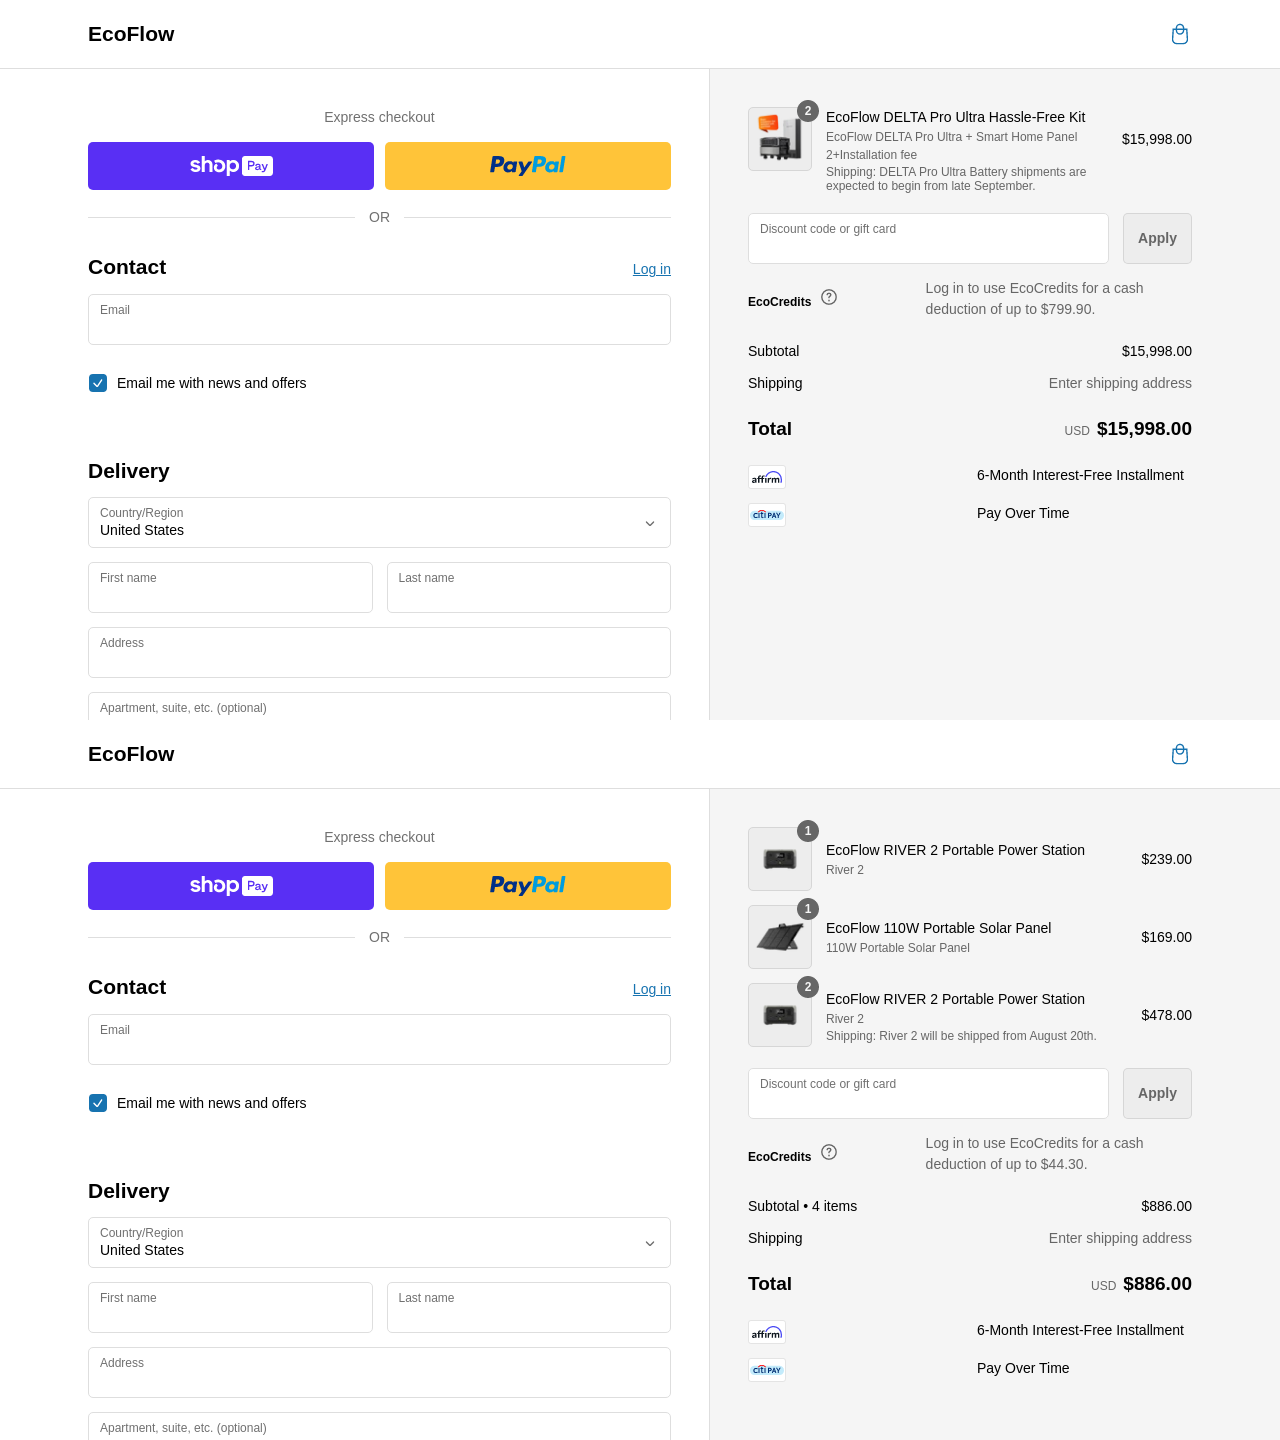 EcoFlow
Express checkout
shop Pay
PayPal
OR
Contact
Log in
Email
Email me with news and offers
Delivery
Country/Region
United States
First name
Last name
Address
Apartment, suite, etc. (optional)
2
EcoFlow DELTA Pro Ultra Hassle-Free Kit
EcoFlow DELTA Pro Ultra + Smart Home Panel
2+Installation fee
Shipping: DELTA Pro Ultra Battery shipments are
expected to begin from late September.
$15,998.00
Discount code or gift card
Apply
EcoCredits
Log in to use EcoCredits for a cash
deduction of up to $799.90.
Subtotal
$15,998.00
Shipping
Enter shipping address
Total
USD $15,998.00
affirm
6-Month Interest-Free Installment
citi PAY
Pay Over Time
EcoFlow
Express checkout
shop Pay
PayPal
OR
Contact
Log in
Email
Email me with news and offers
Delivery
Country/Region
United States
First name
Last name
Address
Apartment, suite, etc. (optional)
1
EcoFlow RIVER 2 Portable Power Station
River 2
$239.00
1
EcoFlow 110W Portable Solar Panel
110W Portable Solar Panel
$169.00
2
EcoFlow RIVER 2 Portable Power Station
River 2
Shipping: River 2 will be shipped from August 20th.
$478.00
Discount code or gift card
Apply
EcoCredits
Log in to use EcoCredits for a cash
deduction of up to $44.30.
Subtotal • 4 items
$886.00
Shipping
Enter shipping address
Total
USD $886.00
affirm
6-Month Interest-Free Installment
citi PAY
Pay Over Time